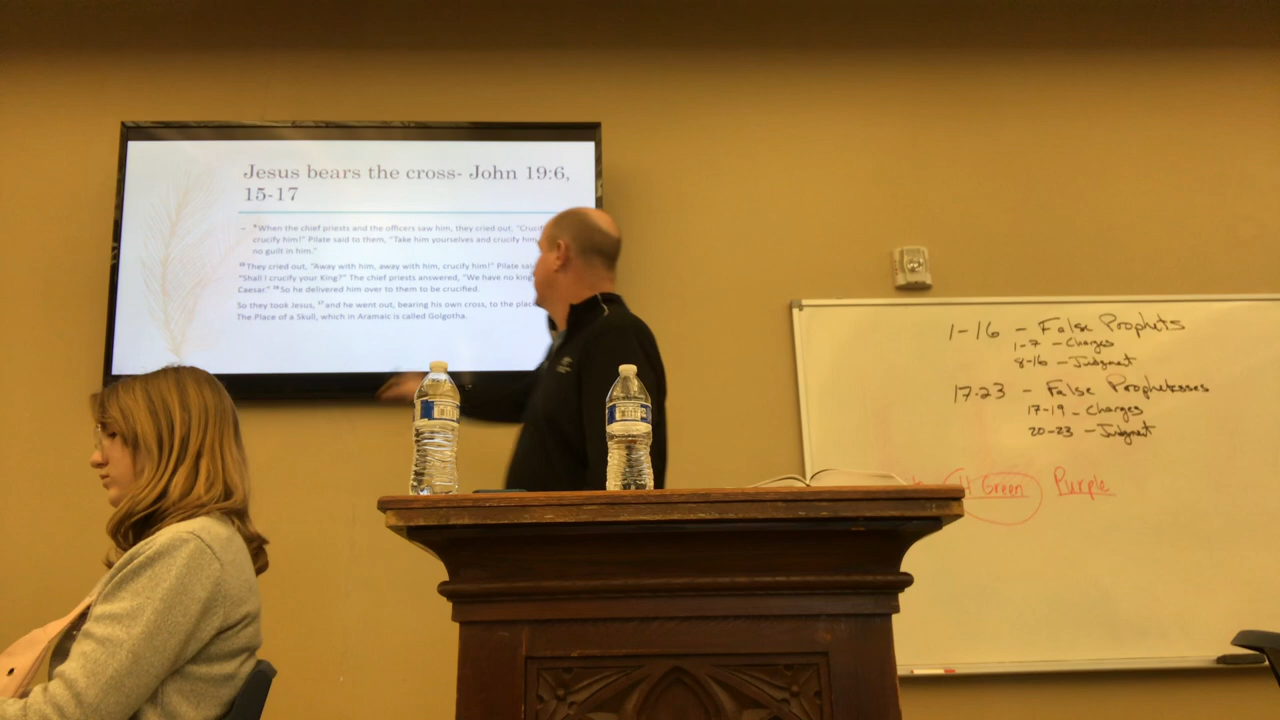 Jesus bears the cross- John 19:6,
15-17
– ⁶When the chief priests and the officers saw him, they cried out, "Crucify
crucify him!" Pilate said to them, "Take him yourselves and crucify him,
no guilt in him."
¹⁵They cried out, "Away with him, away with him, crucify him!" Pilate said
"Shall I crucify your King?" The chief priests answered, "We have no king
Caesar." ¹⁶So he delivered him over to them to be crucified.
So they took Jesus, ¹⁷and he went out, bearing his own cross, to the place
The Place of a Skull, which in Aramaic is called Golgotha.
1-16 – False Prophets
1-7 – Charges
8-16 – Judgment
17-23 – False Prophetesses
17-19 – Charges
20-23 – Judgment
H Green Purple